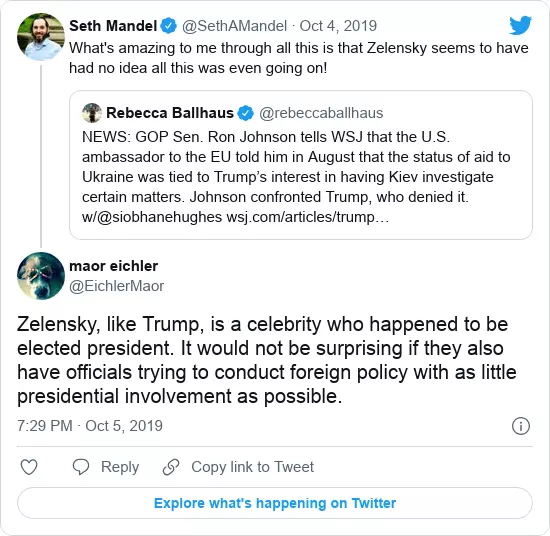 Seth Mandel @SethAMandel · Oct 4, 2019
What's amazing to me through all this is that Zelensky seems to have
had no idea all this was even going on!
Rebecca Ballhaus @rebeccaballhaus
NEWS: GOP Sen. Ron Johnson tells WSJ that the U.S.
ambassador to the EU told him in August that the status of aid to
Ukraine was tied to Trump’s interest in having Kiev investigate
certain matters. Johnson confronted Trump, who denied it.
w/@siobhanehughes wsj.com/articles/trump…
maor eichler
@EichlerMaor
Zelensky, like Trump, is a celebrity who happened to be
elected president. It would not be surprising if they also
have officials trying to conduct foreign policy with as little
presidential involvement as possible.
7:29 PM · Oct 5, 2019
Reply Copy link to Tweet
Explore what's happening on Twitter